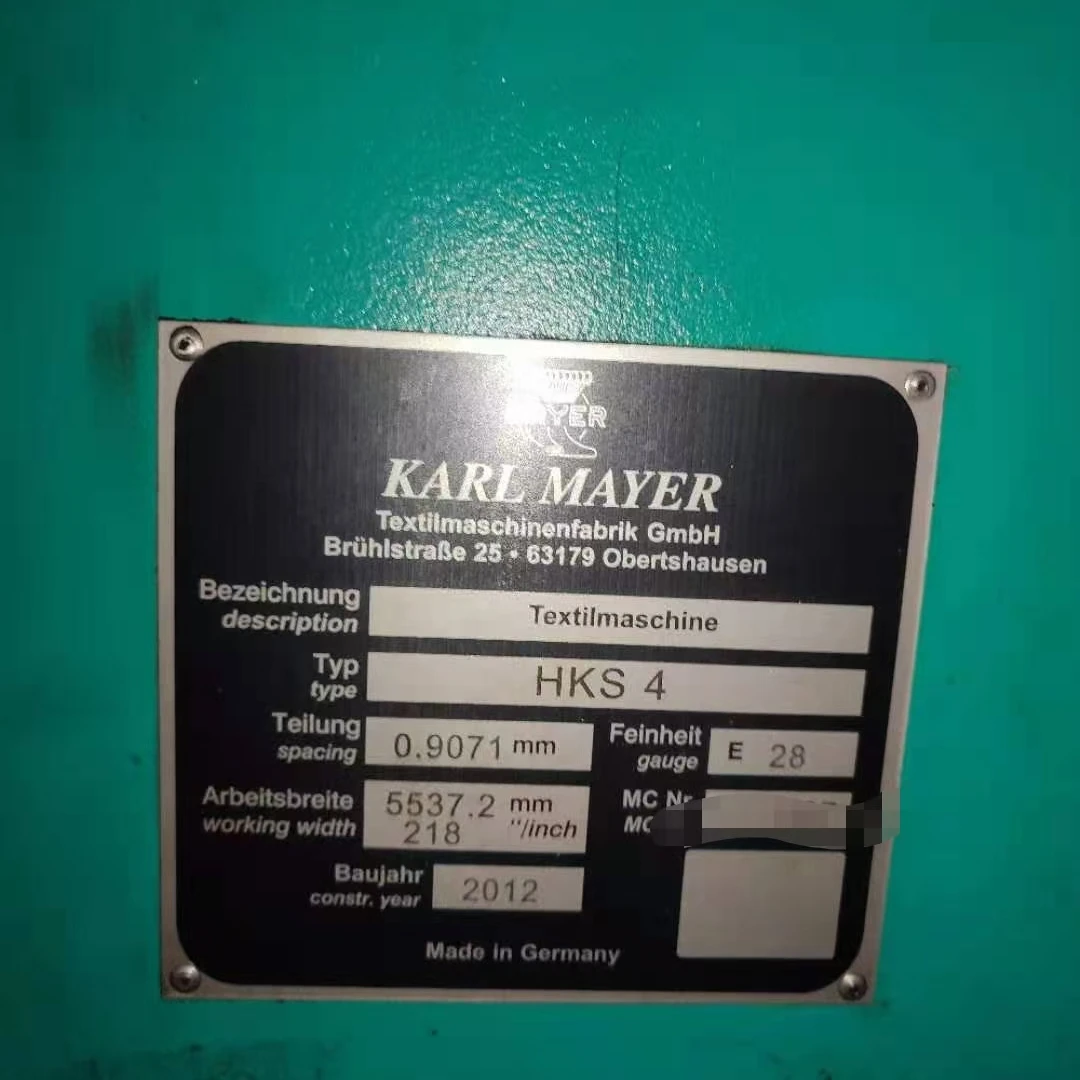 KARL MAYER
Textilmaschinenfabrik GmbH
Brühlstraße 25 • 63179 Obertshausen
Bezeichnung
description
Textilmaschine
Typ
type
HKS 4
Teilung
spacing
0.9071 mm
Feinheit
gauge
E 28
Arbeitsbreite
working width
5537.2 mm
218 "/inch
MC Nr
Baujahr
constr. year
2012
Made in Germany